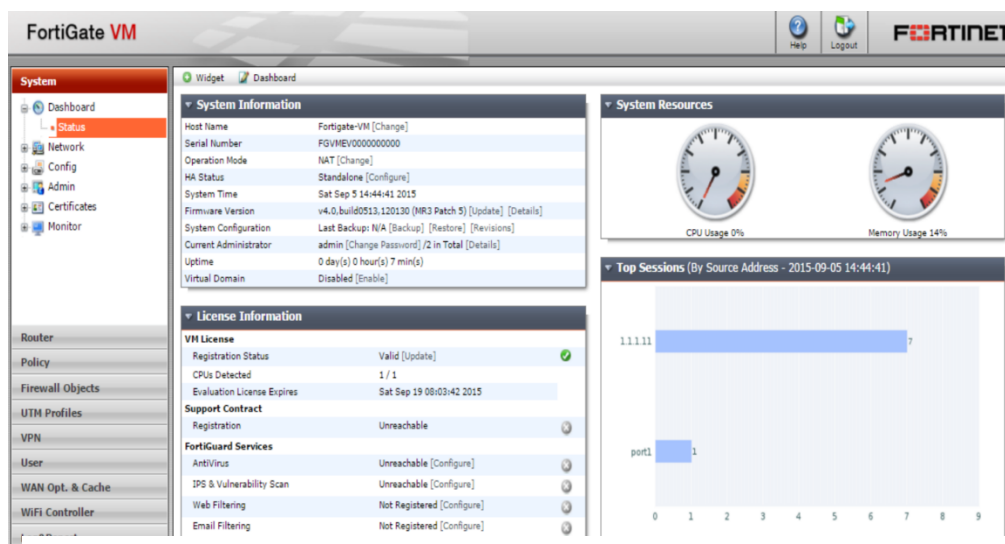 FortiGate VM
Help
Logout
FORTINET
System
Widget Dashboard
Dashboard
Status
Network
Config
Admin
Certificates
Monitor
Router
Policy
Firewall Objects
UTM Profiles
VPN
User
WAN Opt. & Cache
WiFi Controller
System Information
Host Name Fortigate-VM [Change]
Serial Number FGVMEV0000000000
Operation Mode NAT [Change]
HA Status Standalone [Configure]
System Time Sat Sep 5 14:44:41 2015
Firmware Version v4.0,build0513,120130 (MR3 Patch 5) [Update] [Details]
System Configuration Last Backup: N/A [Backup] [Restore] [Revisions]
Current Administrator admin [Change Password] /2 in Total [Details]
Uptime 0 day(s) 0 hour(s) 7 min(s)
Virtual Domain Disabled [Enable]
License Information
VM License
Registration Status Valid [Update]
CPUs Detected 1 / 1
Evaluation License Expires Sat Sep 19 08:03:42 2015
Support Contract
Registration Unreachable
FortiGuard Services
AntiVirus Unreachable [Configure]
IPS & Vulnerability Scan Unreachable [Configure]
Web Filtering Not Registered [Configure]
Email Filtering Not Registered [Configure]
System Resources
CPU Usage 0%
Memory Usage 14%
Top Sessions (By Source Address - 2015-09-05 14:44:41)
1.1.1.11 7
port1 1
0 1 2 3 4 5 6 7 8 9